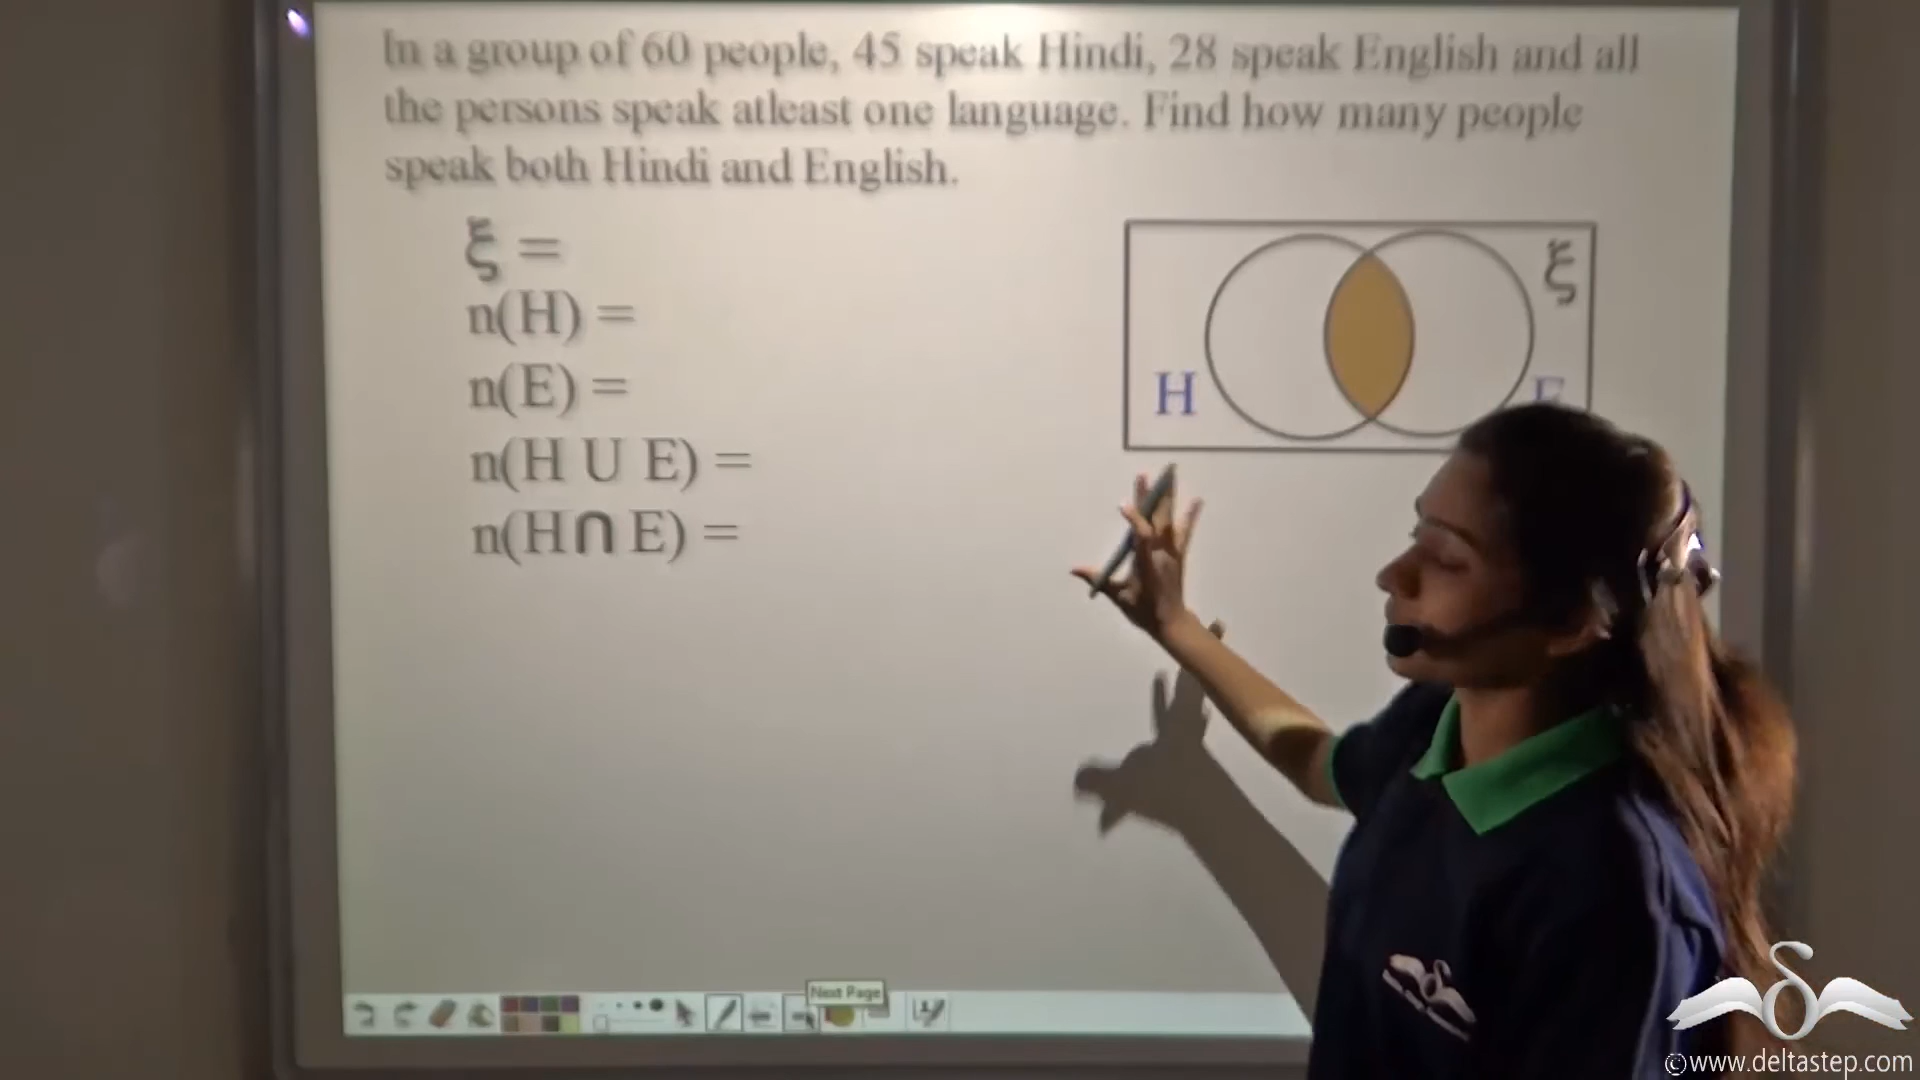 In a group of 60 people, 45 speak Hindi, 28 speak English and all
the persons speak atleast one language. Find how many people
speak both Hindi and English.
ξ =
n(H) =
n(E) =
n(H U E) =
n(H∩ E) =
ξ
H
E
Next Page
©www.deltastep.com